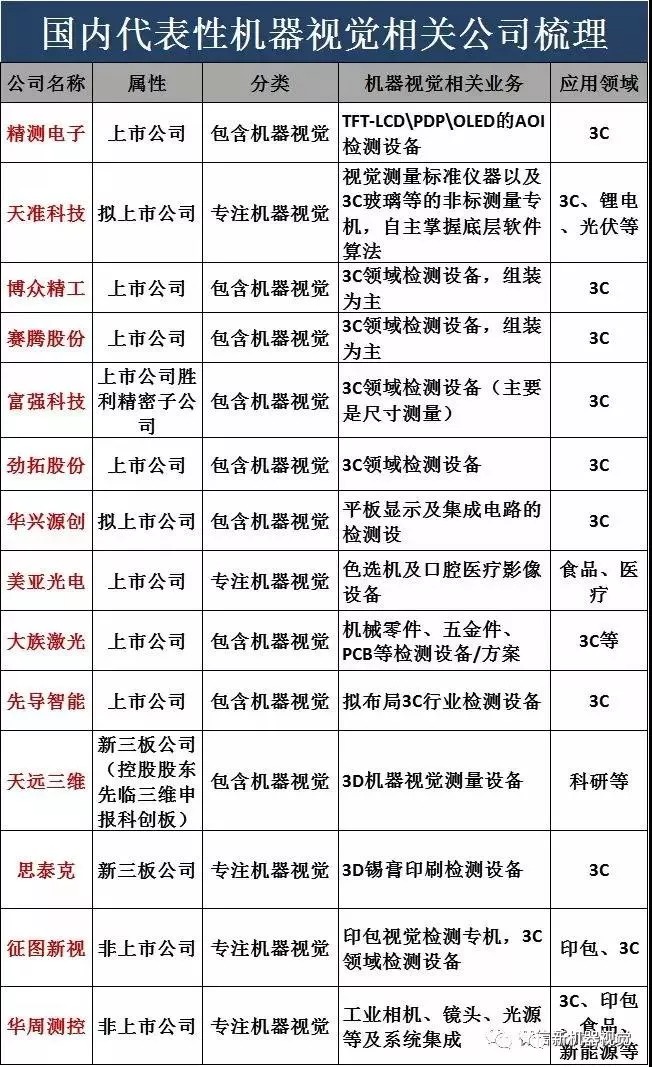 国内代表性机器视觉相关公司梳理
公司名称 属性 分类 机器视觉相关业务 应用领域
精测电子 上市公司 包含机器视觉 TFT-LCD\PDP\OLED的AOI
检测设备 3C
天准科技 拟上市公司 专注机器视觉 视觉测量标准仪器以及
3C玻璃等的非标测量专
机，自主掌握底层软件
算法 3C、锂电
、光伏等
博众精工 上市公司 包含机器视觉 3C领域检测设备，组装
为主 3C
赛腾股份 上市公司 包含机器视觉 3C领域检测设备，组装
为主 3C
富强科技 上市公司胜
利精密子公
司 包含机器视觉 3C领域检测设备（主要
是尺寸测量） 3C
劲拓股份 上市公司 包含机器视觉 3C领域检测设备 3C
华兴源创 拟上市公司 包含机器视觉 平板显示及集成电路的
检测设 3C
美亚光电 上市公司 专注机器视觉 色选机及口腔医疗影像
设备 食品、医
疗
大族激光 上市公司 包含机器视觉 机械零件、五金件、
PCB等检测设备/方案 3C等
先导智能 上市公司 包含机器视觉 拟布局3C行业检测设备 3C
天远三维 新三板公司
（控股股东
先临三维申
报科创板） 包含机器视觉 3D机器视觉测量设备 科研等
思泰克 新三板公司 专注机器视觉 3D锡膏印刷检测设备 3C
征图新视 非上市公司 专注机器视觉 印包视觉检测专机，3C
领域检测设备 印包、3C
华周测控 非上市公司 专注机器视觉 工业相机、镜头、光源
等及系统集成 3C、印包
食品、
新能源等
信新机器视觉